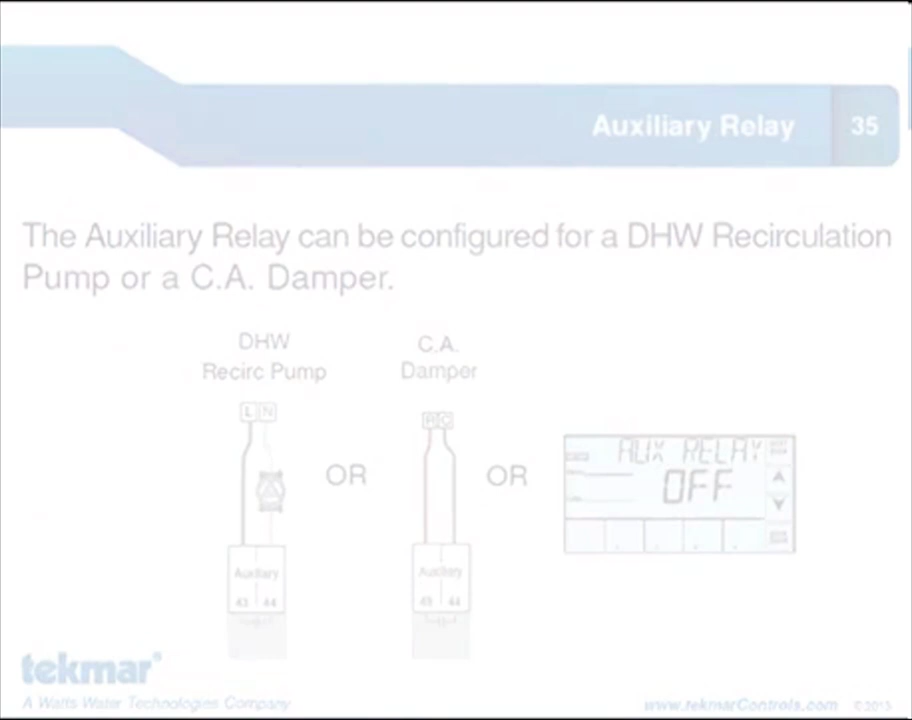 Auxiliary Relay 35
The Auxiliary Relay can be configured for a DHW Recirculation
Pump or a C.A. Damper.
DHW
Recirc Pump
C.A.
Damper
L N
R C
OR
OR
AUX RELAY
OFF
Auxiliary
43 44
Auxiliary
43 44
tekmar®
A Watts Water Technologies Company
www.tekmarControls.com © 2013